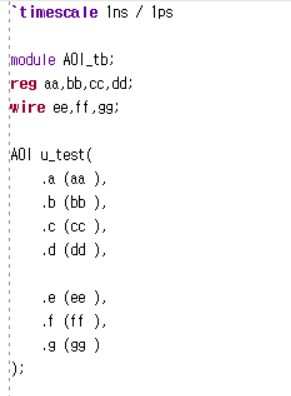 `timescale 1ns / 1ps
module AOI_tb;
reg aa,bb,cc,dd;
wire ee,ff,gg;
AOI u_test(
.a (aa ),
.b (bb ),
.c (cc ),
.d (dd ),
.e (ee ),
.f (ff ),
.g (gg )
);